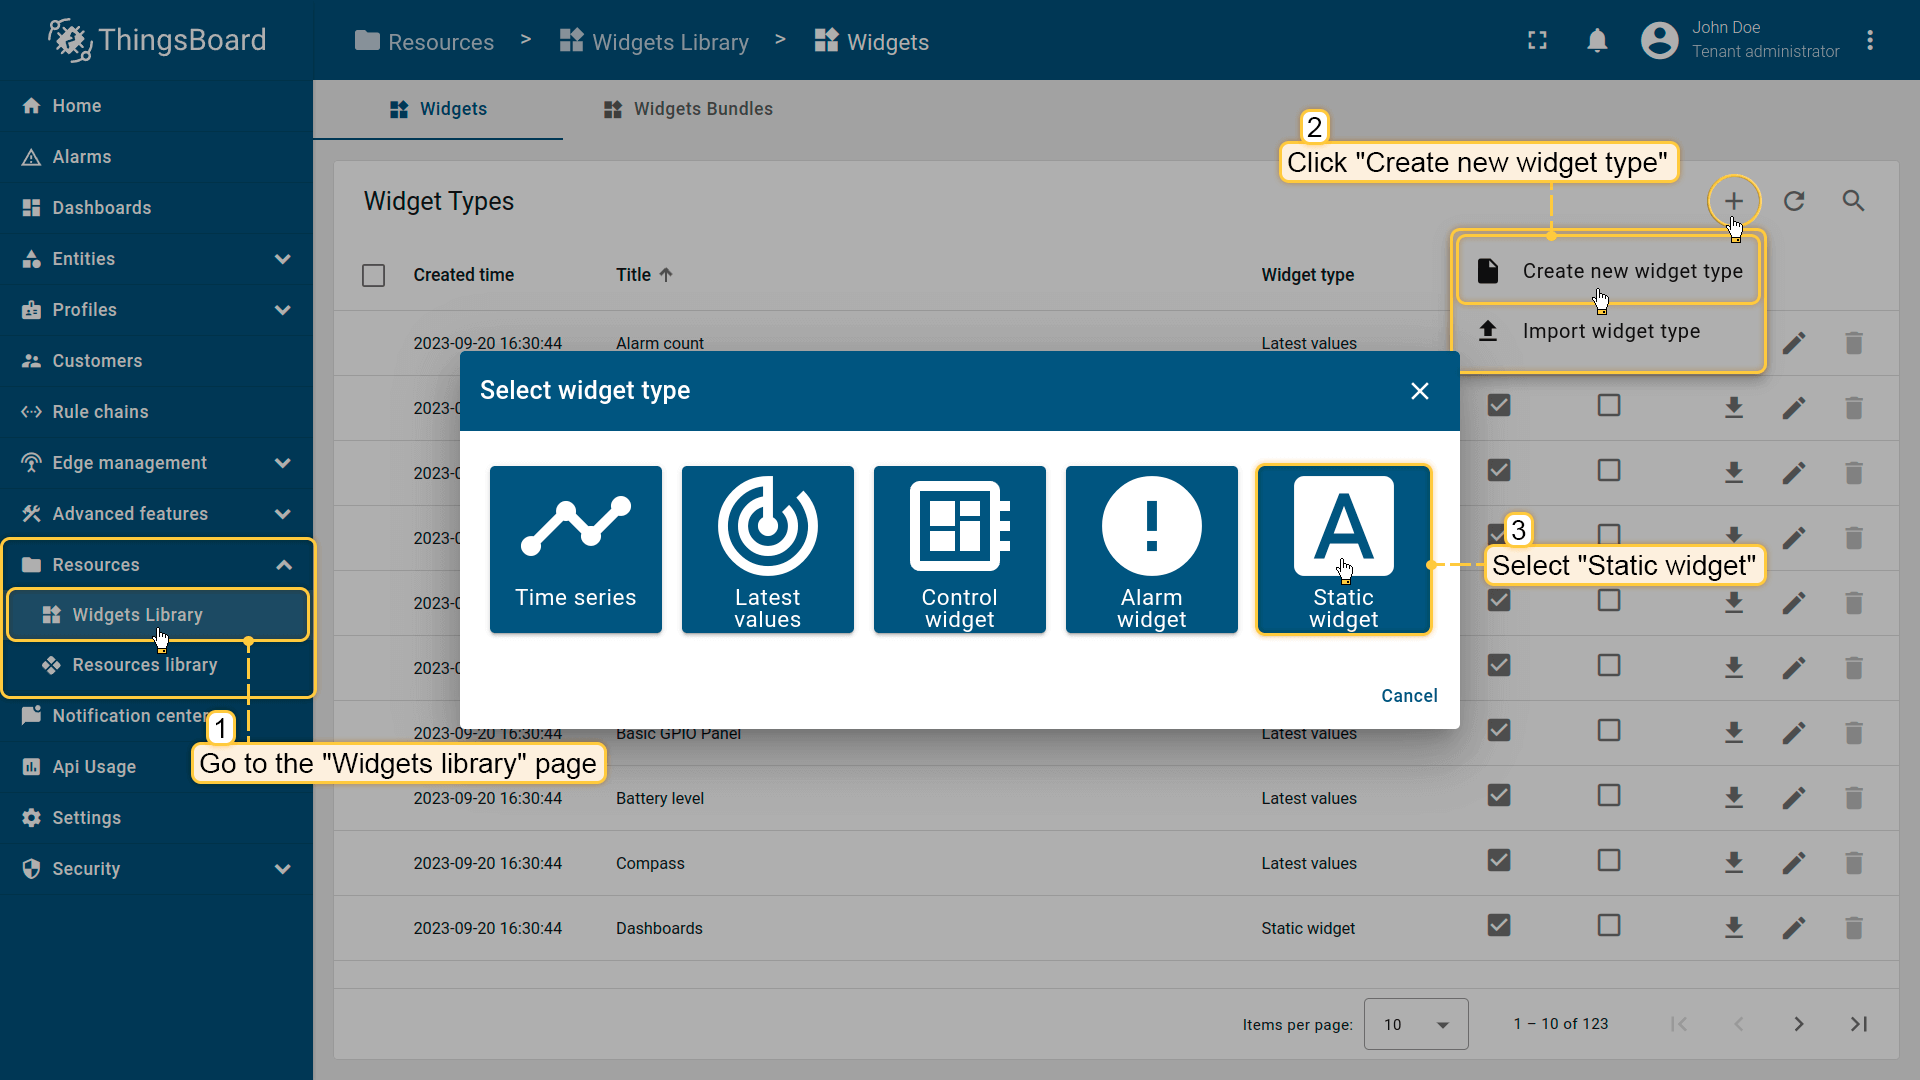 ThingsBoard
Resources > Widgets Library > Widgets
John Doe
Tenant administrator
Home
Alarms
Dashboards
Entities
Profiles
Customers
Rule chains
Edge management
Advanced features
Resources
Widgets Library
Resources library
Notification center
Api Usage
Settings
Security
1
Go to the "Widgets library" page
Widgets
Widgets Bundles
2
Click "Create new widget type"
Widget Types
Created time
Title
Widget type
Create new widget type
Import widget type
2023-09-20 16:30:44 Alarm count Latest values
2023-0
2023-0
2023-0
2023-0
2023-0
Select widget type
Time series
Latest
values
Control
widget
Alarm
widget
A
Static
widget
3
Select "Static widget"
Cancel
2023-09-20 16:30:44 Basic GPIO Panel Latest values
2023-09-20 16:30:44 Battery level Latest values
2023-09-20 16:30:44 Compass Latest values
2023-09-20 16:30:44 Dashboards Static widget
Items per page: 10 1 – 10 of 123